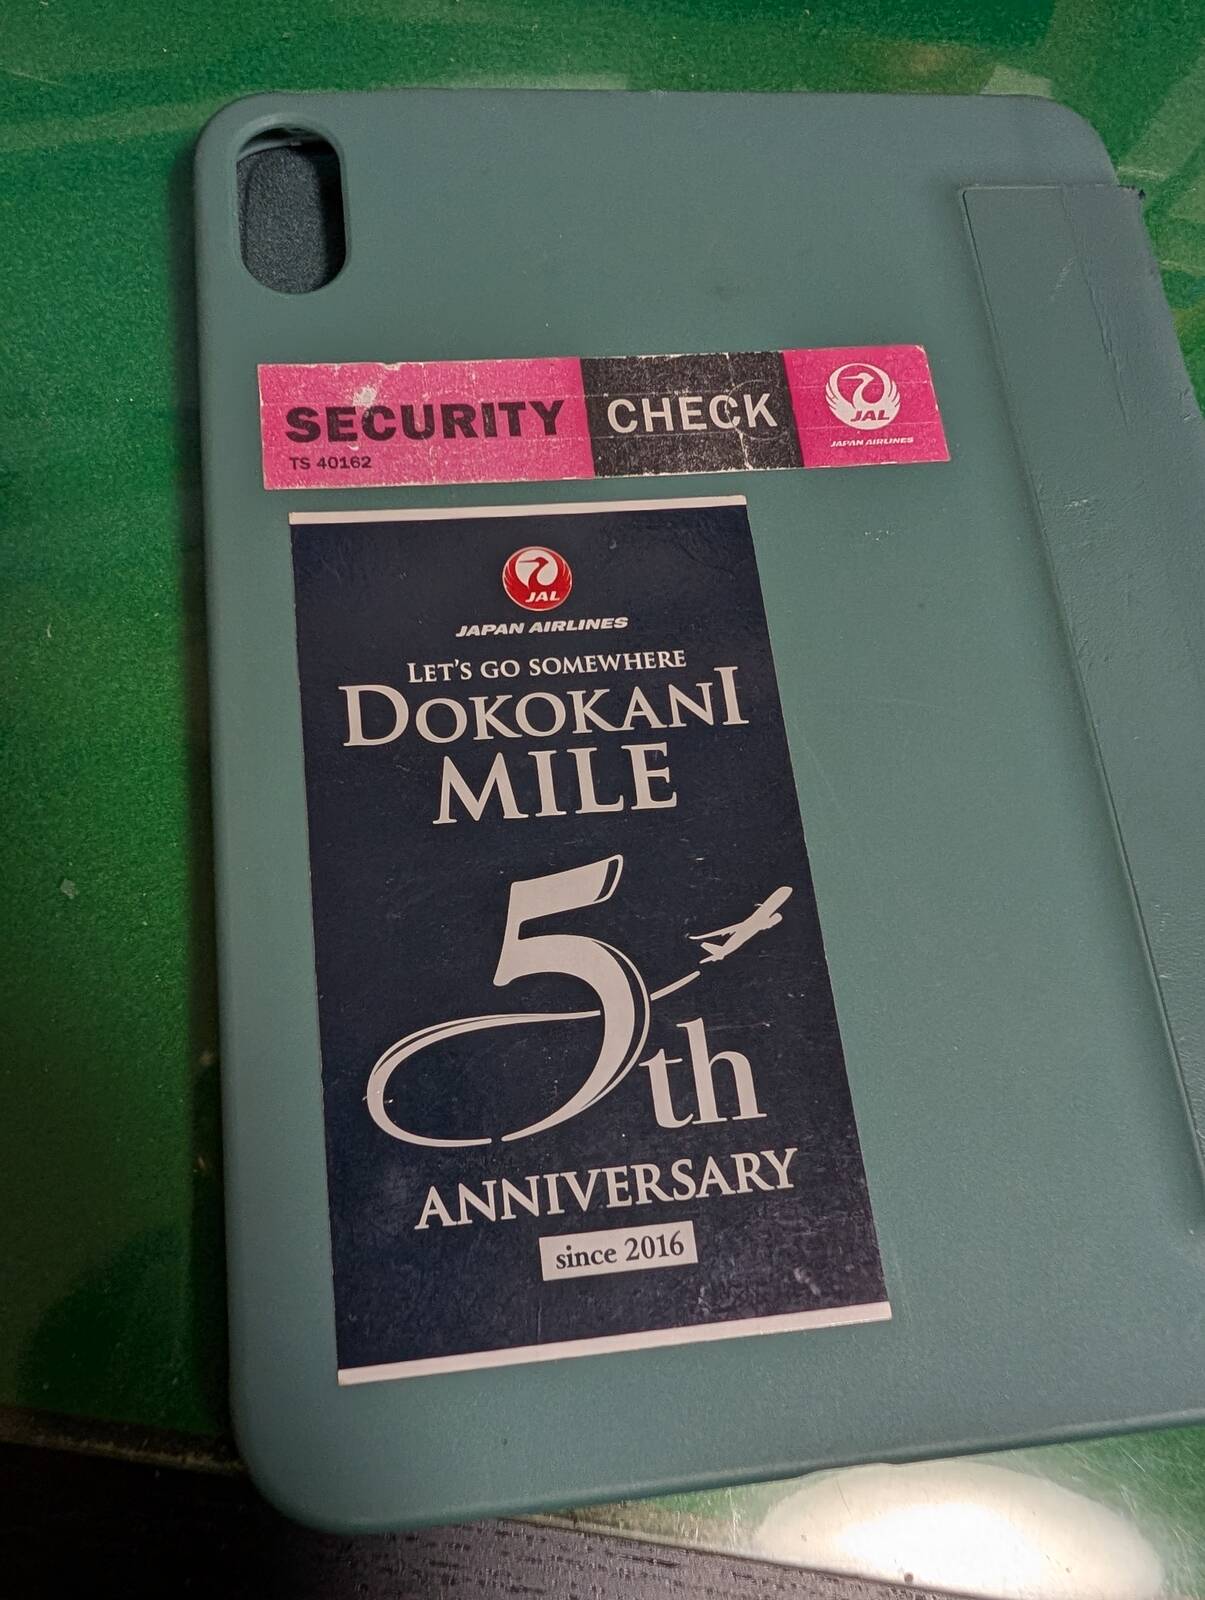 SECURITY CHECK
TS 40162
JAL
JAPAN AIRLINES
JAL
JAPAN AIRLINES
LET'S GO SOMEWHERE
DOKOKANI
MILE
5th
ANNIVERSARY
since 2016